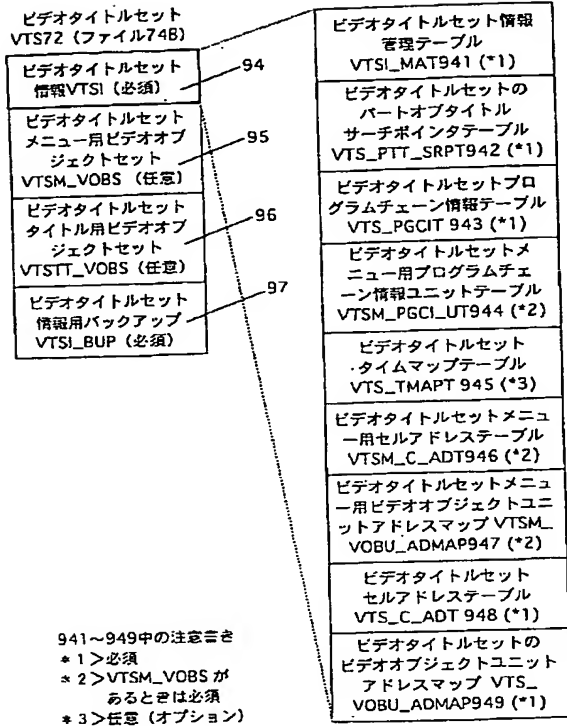 ビデオタイトルセット
VTS72(ファイル74B)
ビデオタイトルセット
情報VTSI(必須)
94
ビデオタイトルセット
メニュー用ビデオオブ
ジェクトセット
VTSM_VOBS(任意)
95
ビデオタイトルセット
タイトル用ビデオオブ
ジェクトセット
VTSTT_VOBS(任意)
96
ビデオタイトルセット
情報用バックアップ
VTSI_BUP(必須)
97
ビデオタイトルセット情報
管理テーブル
VTSI_MAT941(*1)
ビデオタイトルセットの
パートオブタイトル
サーチポインタテーブル
VTS_PTT_SRPT942(*1)
ビデオタイトルセットプロ
グラムチェーン情報テーブル
VTS_PGCIT 943(*1)
ビデオタイトルセットメ
ニュー用プログラムチェ
ーン情報ユニットテーブル
VTSM_PGCI_UT944(*2)
ビデオタイトルセット
タイムマップテーブル
VTS_TMAPT 945(*3)
ビデオタイトルセットメニュ
ー用セルアドレステーブル
VTSM_C_ADT946(*2)
ビデオタイトルセットメニュ
ー用ビデオオブジェクトユニ
ットアドレスマップ VTSM_
VOBU_ADMAP947(*2)
ビデオタイトルセット
セルアドレステーブル
VTS_C_ADT 948(*1)
ビデオタイトルセットの
ビデオオブジェクトユニット
アドレスマップ VTS_
VOBU_ADMAP949(*1)
941~949中の注意書き
*1>必須
*2>VTSM_VOBSが
あるときは必須
*3>任意(オプション)